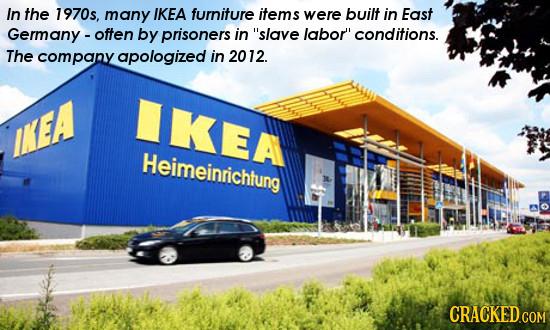 In the 1970s, many IKEA furniture items were built in East
Germany - often by prisoners in "slave labor" conditions.
The company apologized in 2012.
IKEA
IKEA
Heimeinrichtung
CRACKED.COM